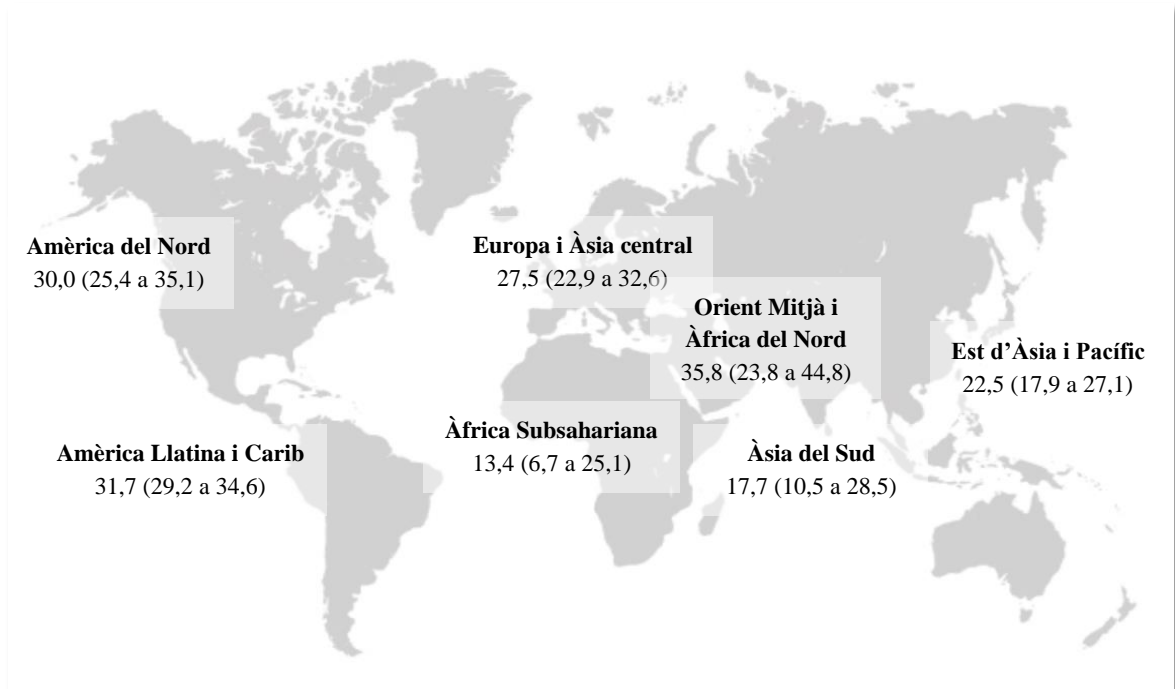 Amèrica del Nord
30,0 (25,4 a 35,1)
Europa i Àsia central
27,5 (22,9 a 32,6)
Orient Mitjà i
Àfrica del Nord
35,8 (23,8 a 44,8)
Est d’Àsia i Pacífic
22,5 (17,9 a 27,1)
Amèrica Llatina i Carib
31,7 (29,2 a 34,6)
Àfrica Subsahariana
13,4 (6,7 a 25,1)
Àsia del Sud
17,7 (10,5 a 28,5)